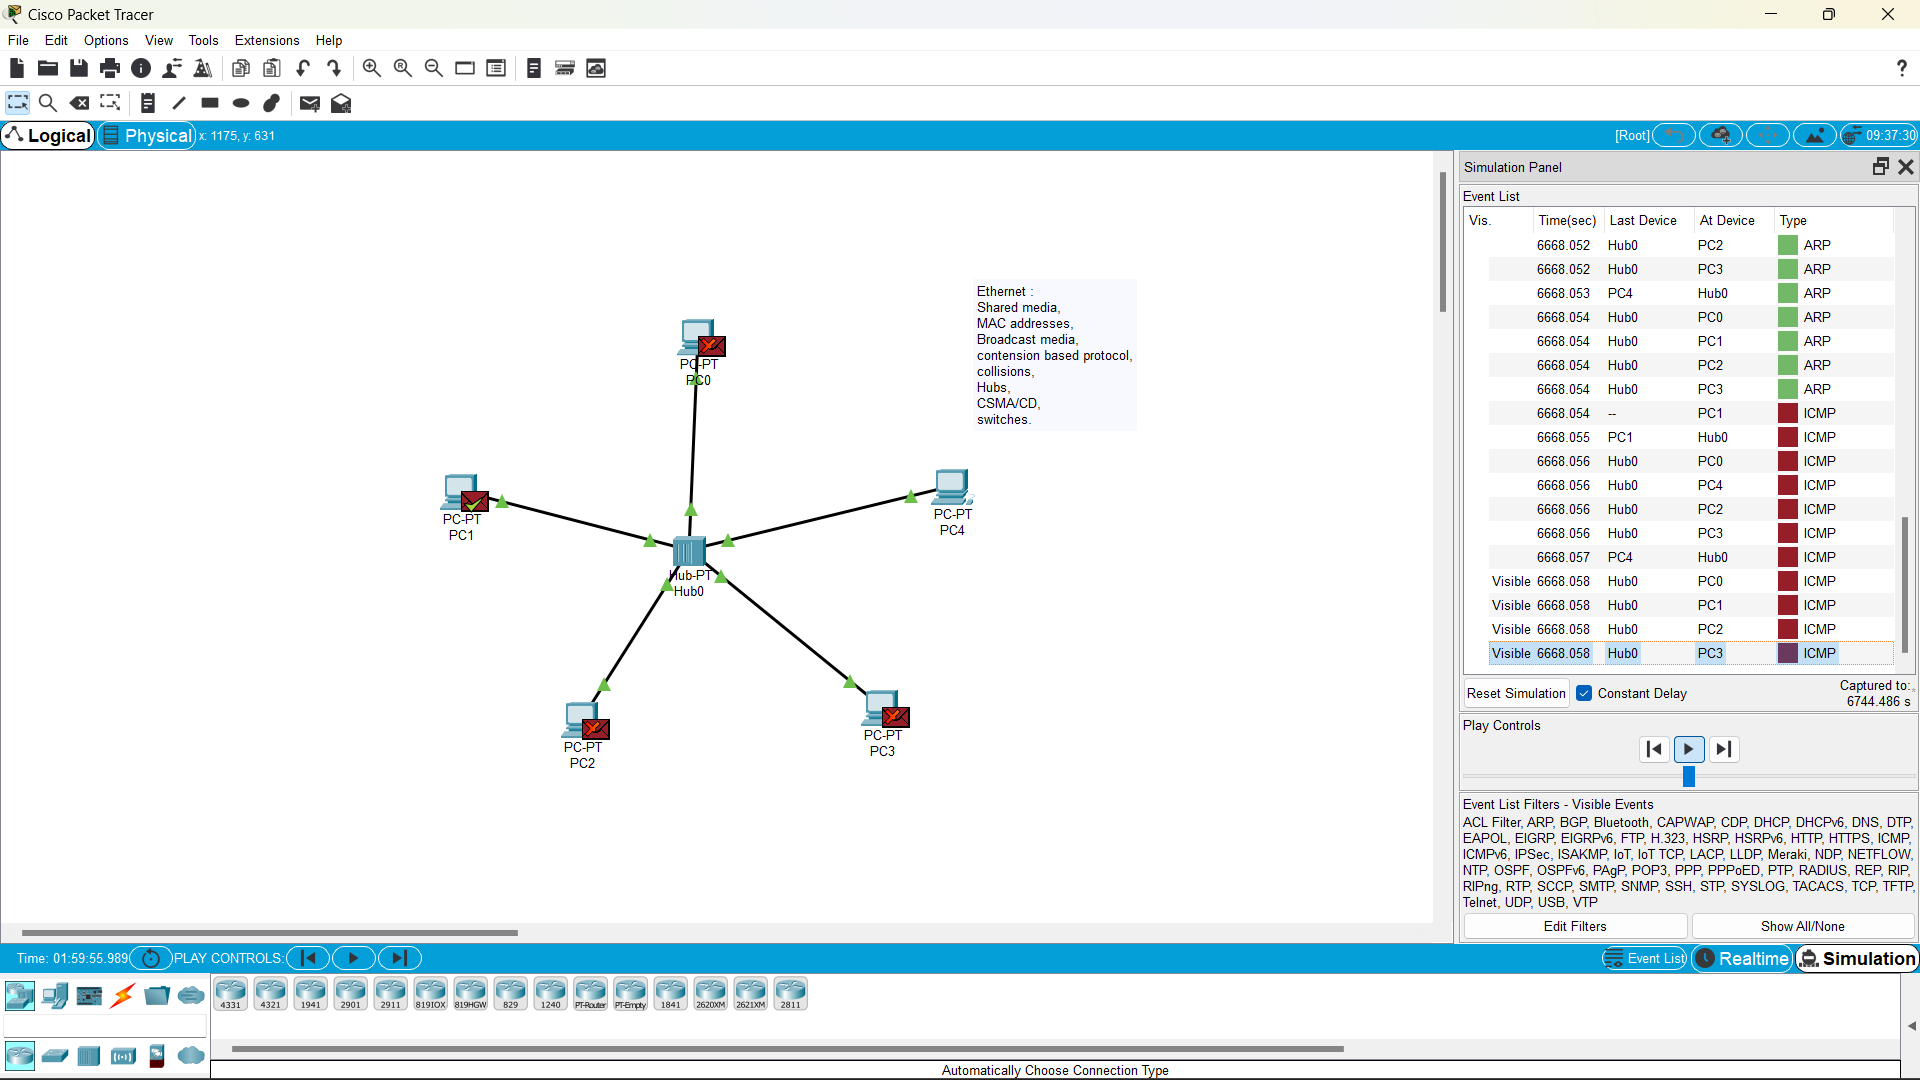 Cisco Packet Tracer
File Edit Options View Tools Extensions Help
?
Logical Physical x: 1175, y: 631 [Root] 09:37:30
Simulation Panel
Event List
Vis. Time(sec) Last Device At Device Type
6668.052 Hub0 PC2 ARP
6668.052 Hub0 PC3 ARP
6668.053 PC4 Hub0 ARP
6668.054 Hub0 PC0 ARP
6668.054 Hub0 PC1 ARP
6668.054 Hub0 PC2 ARP
6668.054 Hub0 PC3 ARP
6668.054 -- PC1 ICMP
6668.055 PC1 Hub0 ICMP
6668.056 Hub0 PC0 ICMP
6668.056 Hub0 PC4 ICMP
6668.056 Hub0 PC2 ICMP
6668.056 Hub0 PC3 ICMP
6668.057 PC4 Hub0 ICMP
Visible 6668.058 Hub0 PC0 ICMP
Visible 6668.058 Hub0 PC1 ICMP
Visible 6668.058 Hub0 PC2 ICMP
Visible 6668.058 Hub0 PC3 ICMP
Reset Simulation Constant Delay Captured to:
6744.486 s
Play Controls
Event List Filters - Visible Events
ACL Filter, ARP, BGP, Bluetooth, CAPWAP, CDP, DHCP, DHCPv6, DNS, DTP,
EAPOL, EIGRP, EIGRPv6, FTP, H.323, HSRP, HSRPv6, HTTP, HTTPS, ICMP,
ICMPv6, IPSec, ISAKMP, IoT, IoT TCP, LACP, LLDP, Meraki, NDP, NETFLOW,
NTP, OSPF, OSPFv6, PAgP, POP3, PPP, PPPoED, PTP, RADIUS, REP, RIP,
RIPng, RTP, SCCP, SMTP, SNMP, SSH, STP, SYSLOG, TACACS, TCP, TFTP,
Telnet, UDP, USB, VTP
Edit Filters Show All/None
Ethernet :
Shared media,
MAC addresses,
Broadcast media,
contension based protocol,
collisions,
Hubs,
CSMA/CD,
switches.
PC-PT
PC0
PC-PT
PC1
PC-PT
PC4
Hub-PT
Hub0
PC-PT
PC2
PC-PT
PC3
Time: 01:59:55.989 PLAY CONTROLS: Event List Realtime Simulation
4331 4321 1941 2901 2911 819IOX 819HGW 829 1240 PT-Router PT-Empty 1841 2620XM 2621XM 2811
Automatically Choose Connection Type